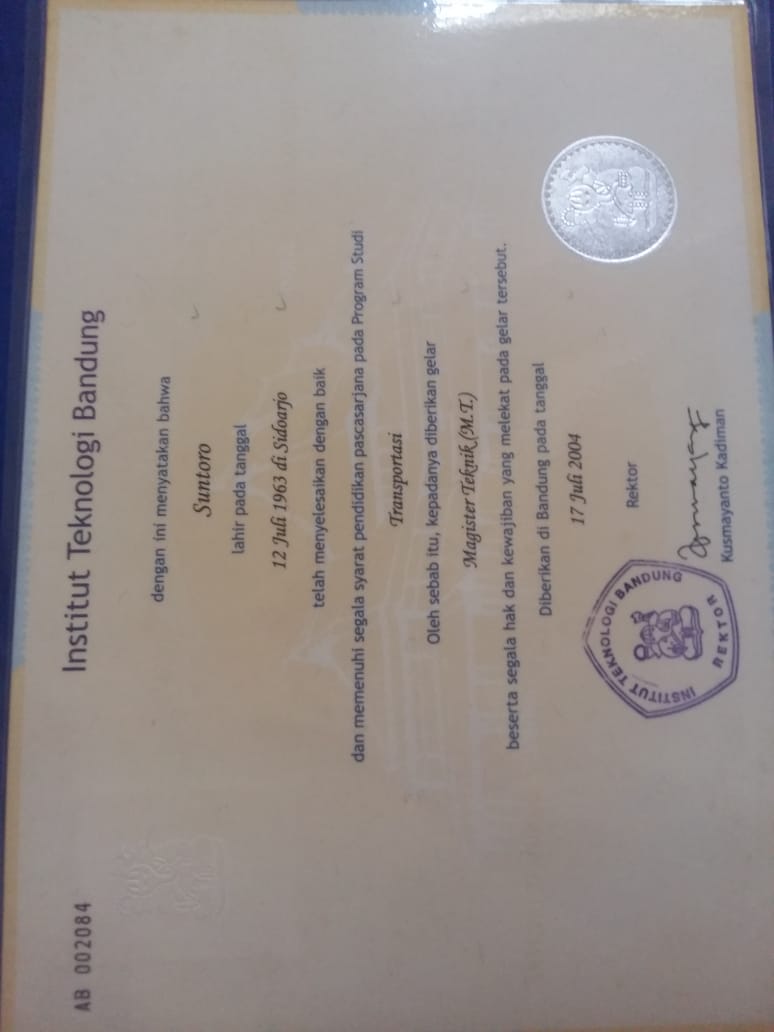 AB 002084
Institut Teknologi Bandung
dengan ini menyatakan bahwa
Suntoro
lahir pada tanggal
12 Juli 1963 di Sidoarjo
telah menyelesaikan dengan baik
dan memenuhi segala syarat pendidikan pascasarjana pada Program Studi
Transportasi
Oleh sebab itu, kepadanya diberikan gelar
Magister Teknik (M.T.)
beserta segala hak dan kewajiban yang melekat pada gelar tersebut.
Diberikan di Bandung pada tanggal
17 Juli 2004
Rektor
INSTITUT TEKNOLOGI BANDUNG
REKTOR
Kusmayanto Kadiman